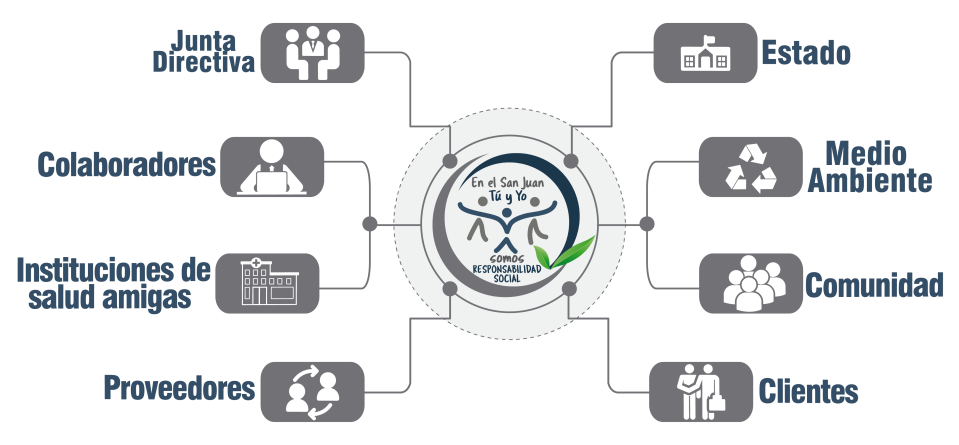 Junta
Directiva
Colaboradores
Instituciones de
salud amigas
Proveedores
En el San Juan
Tú y Yo
somos
RESPONSABILIDAD
SOCIAL
Estado
Medio
Ambiente
Comunidad
Clientes